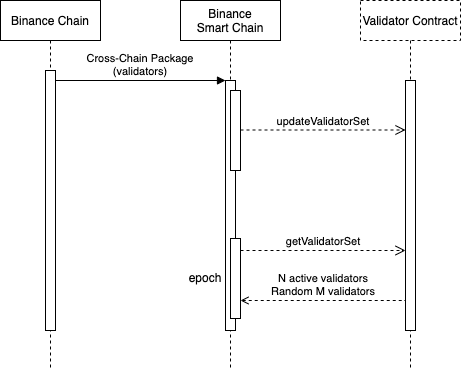 Binance Chain
Binance
Smart Chain
Validator Contract
Cross-Chain Package
(validators)
updateValidatorSet
getValidatorSet
epoch
N active validators
Random M validators